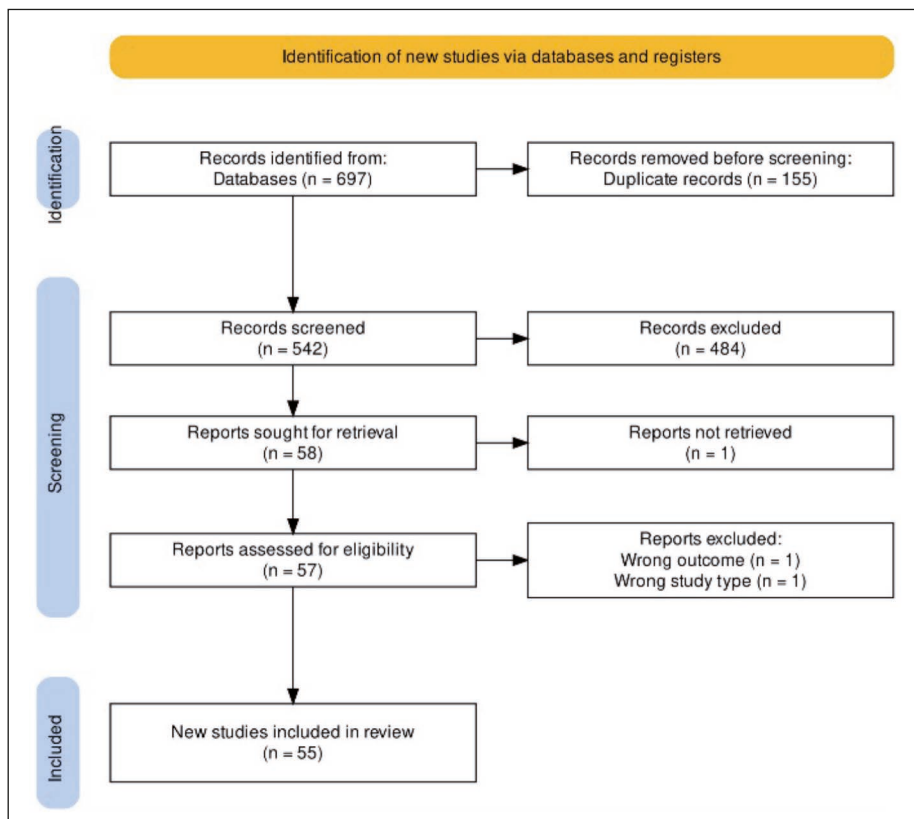 Identification of new studies via databases and registers
Identification
Records identified from:
Databases (n = 697)
Records removed before screening:
Duplicate records (n = 155)
Screening
Records screened
(n = 542)
Records excluded
(n = 484)
Reports sought for retrieval
(n = 58)
Reports not retrieved
(n = 1)
Reports assessed for eligibility
(n = 57)
Reports excluded:
Wrong outcome (n = 1)
Wrong study type (n = 1)
Included
New studies included in review
(n = 55)